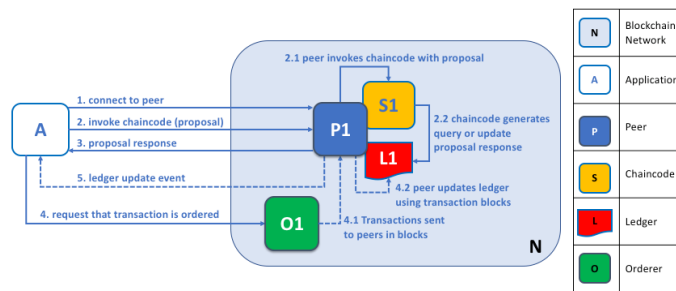 2.1 peer invokes chaincode with proposal
1. connect to peer
2. invoke chaincode (proposal)
3. proposal response
5. ledger update event
4. request that transaction is ordered
A
P1
S1
L1
O1
2.2 chaincode generates
query or update
proposal response
4.2 peer updates ledger
using transaction blocks
4.1 Transactions sent
to peers in blocks
N
N
Blockchain
Network
A
Application
P
Peer
S
Chaincode
L
Ledger
O
Orderer